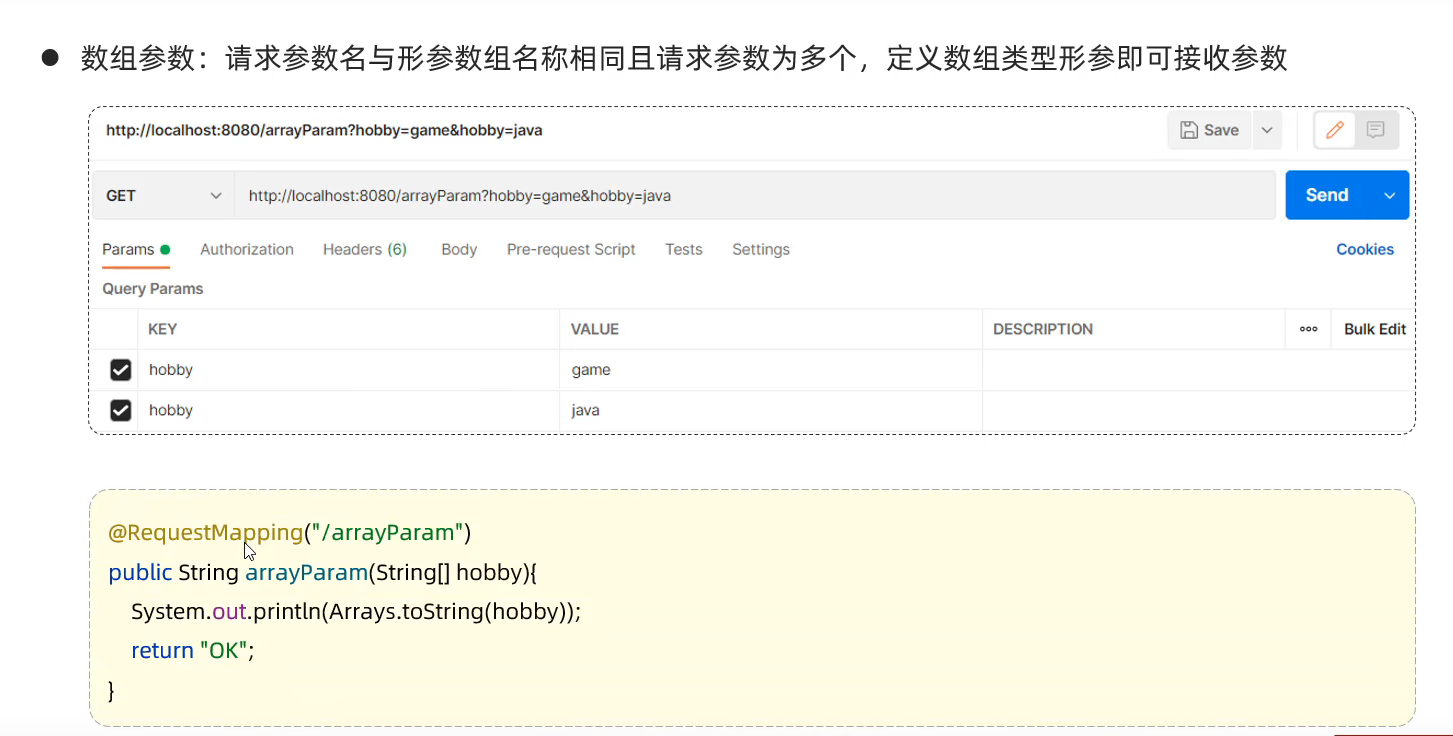 ● 数组参数：请求参数名与形参数组名称相同且请求参数为多个，定义数组类型形参即可接收参数
http://localhost:8080/arrayParam?hobby=game&hobby=java Save
GET http://localhost:8080/arrayParam?hobby=game&hobby=java Send
Params Authorization Headers (6) Body Pre-request Script Tests Settings Cookies
Query Params
KEY VALUE DESCRIPTION ooo Bulk Edit
hobby game
hobby java
@RequestMapping("/arrayParam")
public String arrayParam(String[] hobby){
System.out.println(Arrays.toString(hobby));
return "OK";
}